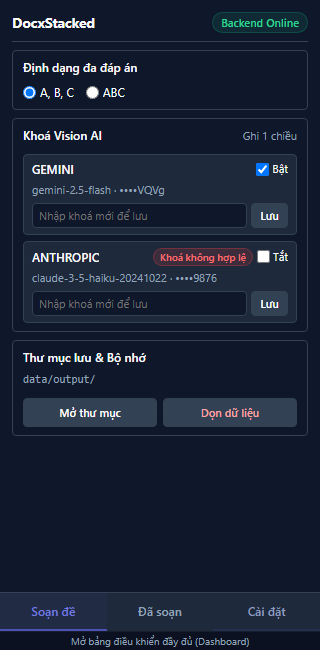 DocxStacked
Backend Online
Định dạng đa đáp án
A, B, C
ABC
Khoá Vision AI
Ghi 1 chiều
GEMINI
Bật
gemini-2.5-flash · ••••VQVg
Nhập khoá mới để lưu
Lưu
ANTHROPIC
Khoá không hợp lệ
Tắt
claude-3-5-haiku-20241022 · ••••9876
Nhập khoá mới để lưu
Lưu
Thư mục lưu & Bộ nhớ
data/output/
Mở thư mục
Dọn dữ liệu
Soạn đề
Đã soạn
Cài đặt
Mở bảng điều khiển đầy đủ (Dashboard)